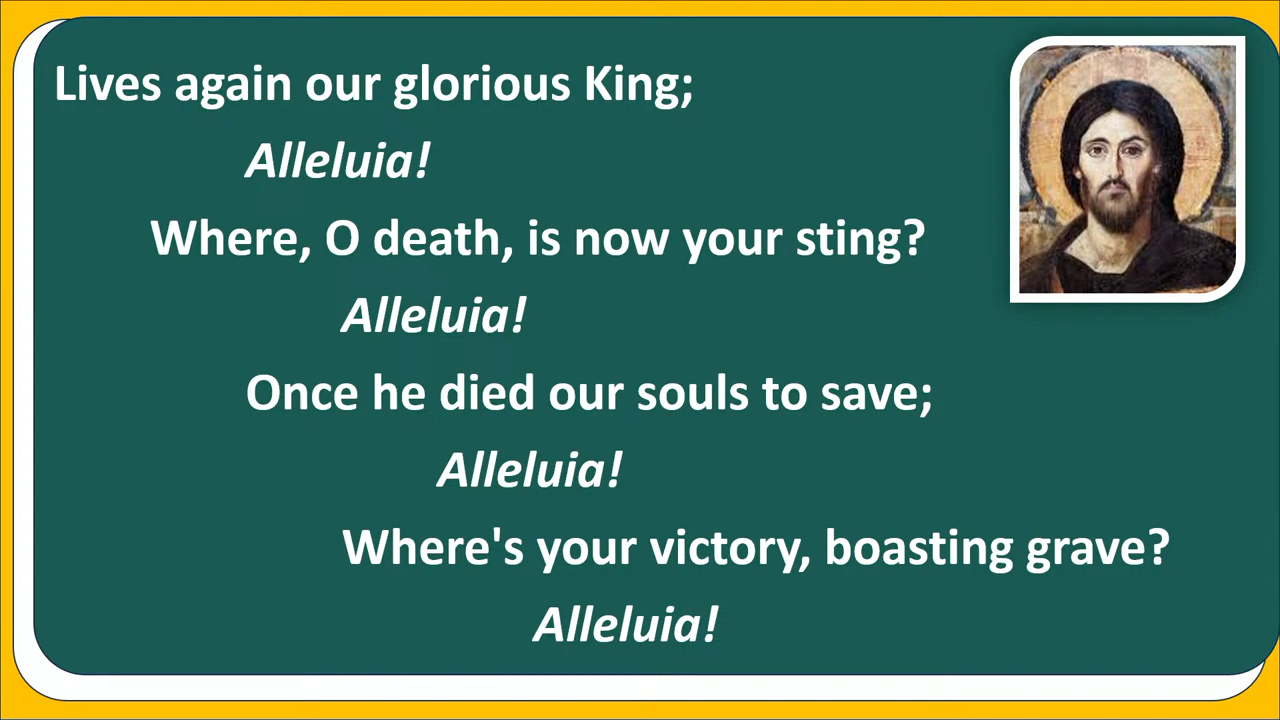 Lives again our glorious King;
Alleluia!
Where, O death, is now your sting?
Alleluia!
Once he died our souls to save;
Alleluia!
Where's your victory, boasting grave?
Alleluia!